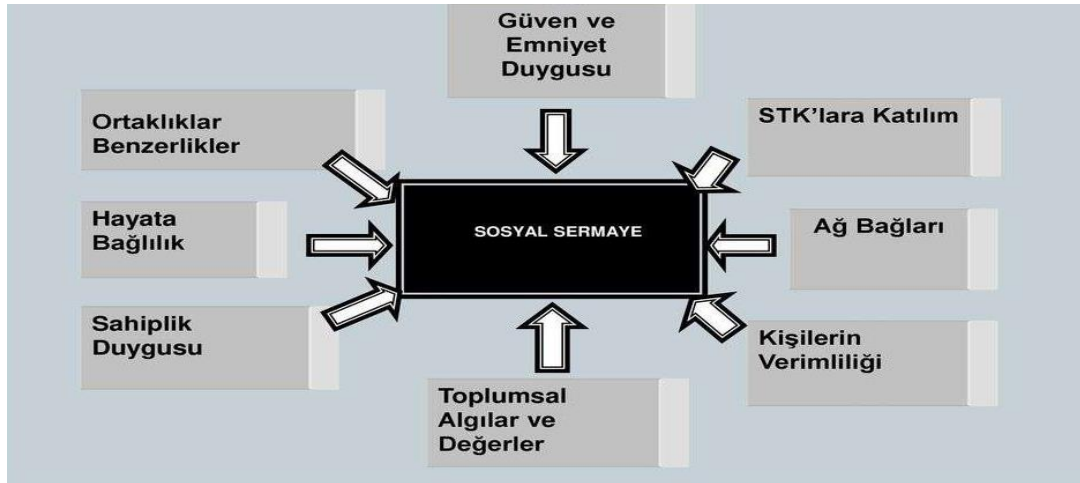 Güven ve
Emniyet
Duygusu
Ortaklıklar
Benzerlikler
STK'lara Katılım
Hayata
Bağlılık
SOSYAL SERMAYE
Ağ Bağları
Sahiplik
Duygusu
Kişilerin
Verimliliği
Toplumsal
Algılar ve
Değerler